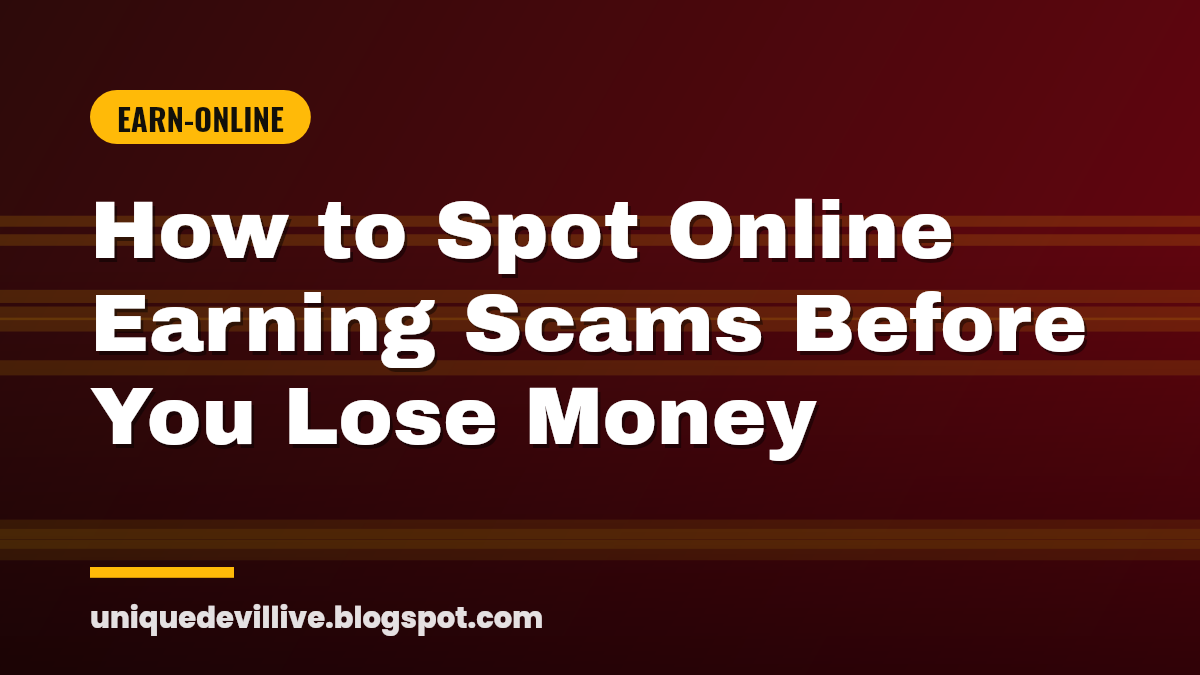 EARN-ONLINE
How to Spot Online
Earning Scams Before
You Lose Money
uniquedevillive.blogspot.com